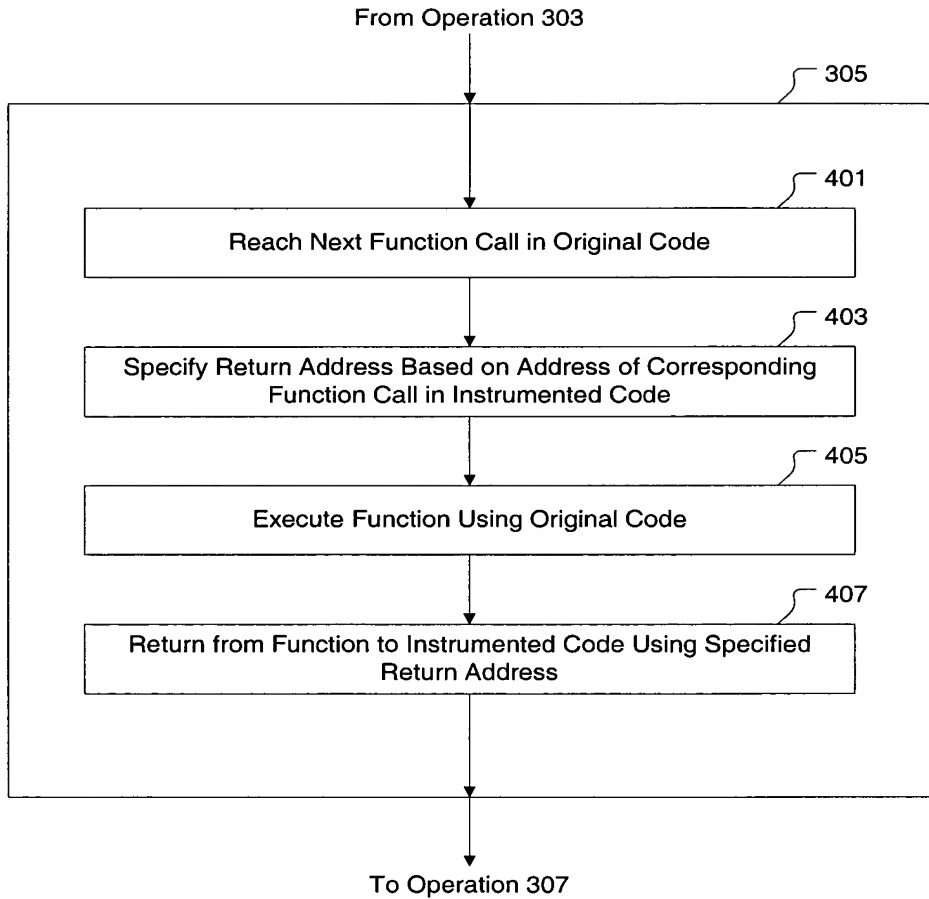 From Operation 303
305
401
Reach Next Function Call in Original Code
403
Specify Return Address Based on Address of Corresponding
Function Call in Instrumented Code
405
Execute Function Using Original Code
407
Return from Function to Instrumented Code Using Specified
Return Address
To Operation 307